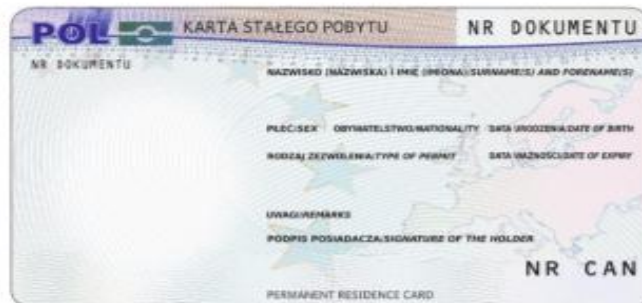 POL KARTA STAŁEGO POBYTU NR DOKUMENTU
NR DOKUMENTU
NAZWISKO (NAZWISKA) I IMIĘ (IMIONA)/SURNAME(S) AND FORENAME(S)
PŁEĆ/SEX OBYWATELSTWO/NATIONALITY DATA URODZENIA/DATE OF BIRTH
RODZAJ ZEZWOLENIA/TYPE OF PERMIT DATA WAŻNOŚCI/DATE OF EXPIRY
UWAGI/REMARKS
PODPIS POSIADACZA/SIGNATURE OF THE HOLDER
NR CAN
PERMANENT RESIDENCE CARD